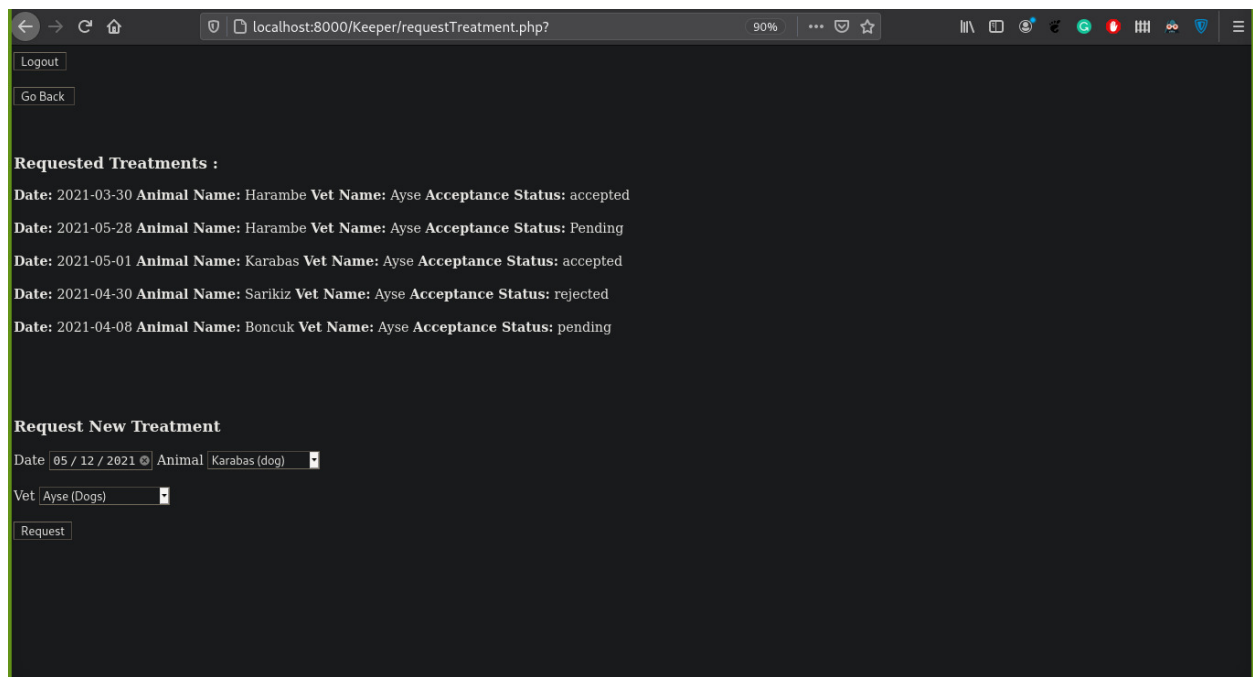 localhost:8000/Keeper/requestTreatment.php? 90%
Logout
Go Back
Requested Treatments :
Date: 2021-03-30 Animal Name: Harambe Vet Name: Ayse Acceptance Status: accepted
Date: 2021-05-28 Animal Name: Harambe Vet Name: Ayse Acceptance Status: Pending
Date: 2021-05-01 Animal Name: Karabas Vet Name: Ayse Acceptance Status: accepted
Date: 2021-04-30 Animal Name: Sarikiz Vet Name: Ayse Acceptance Status: rejected
Date: 2021-04-08 Animal Name: Boncuk Vet Name: Ayse Acceptance Status: pending
Request New Treatment
Date 05 / 12 / 2021 Animal Karabas (dog)
Vet Ayse (Dogs)
Request